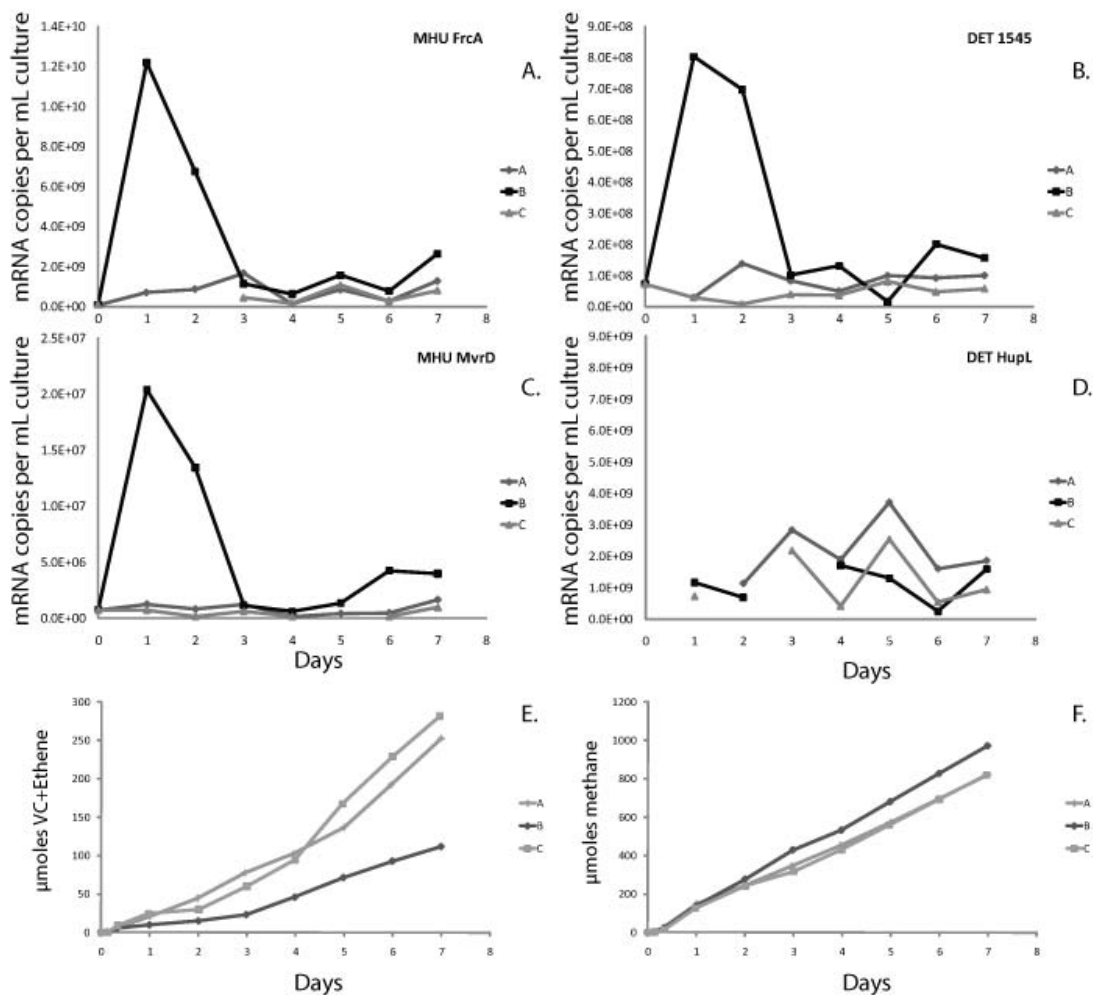 MHU FrcA
A.
mRNA copies per mL culture
1.4E+10
1.2E+10
1.0E+10
8.0E+09
6.0E+09
4.0E+09
2.0E+09
0.0E+00
0 1 2 3 4 5 6 7 8
A
B
C
DET 1545
B.
mRNA copies per mL culture
9.0E+08
8.0E+08
7.0E+08
6.0E+08
5.0E+08
4.0E+08
3.0E+08
2.0E+08
1.0E+08
0.0E+00
0 1 2 3 4 5 6 7 8
A
B
C
MHU MvrD
C.
mRNA copies per mL culture
2.5E+07
2.0E+07
1.5E+07
1.0E+07
5.0E+06
0.0E+00
0 1 2 3 4 5 6 7 8
Days
A
B
C
DET HupL
D.
mRNA copies per mL culture
9.0E+09
8.0E+09
7.0E+09
6.0E+09
5.0E+09
4.0E+09
3.0E+09
2.0E+09
1.0E+09
0.0E+00
0 1 2 3 4 5 6 7 8
Days
A
B
C
E.
µmoles VC+Ethene
300
250
200
150
100
50
0
0 1 2 3 4 5 6 7 8
Days
A
B
C
F.
µmoles methane
1200
1000
800
600
400
200
0
0 1 2 3 4 5 6 7 8
Days
A
B
C